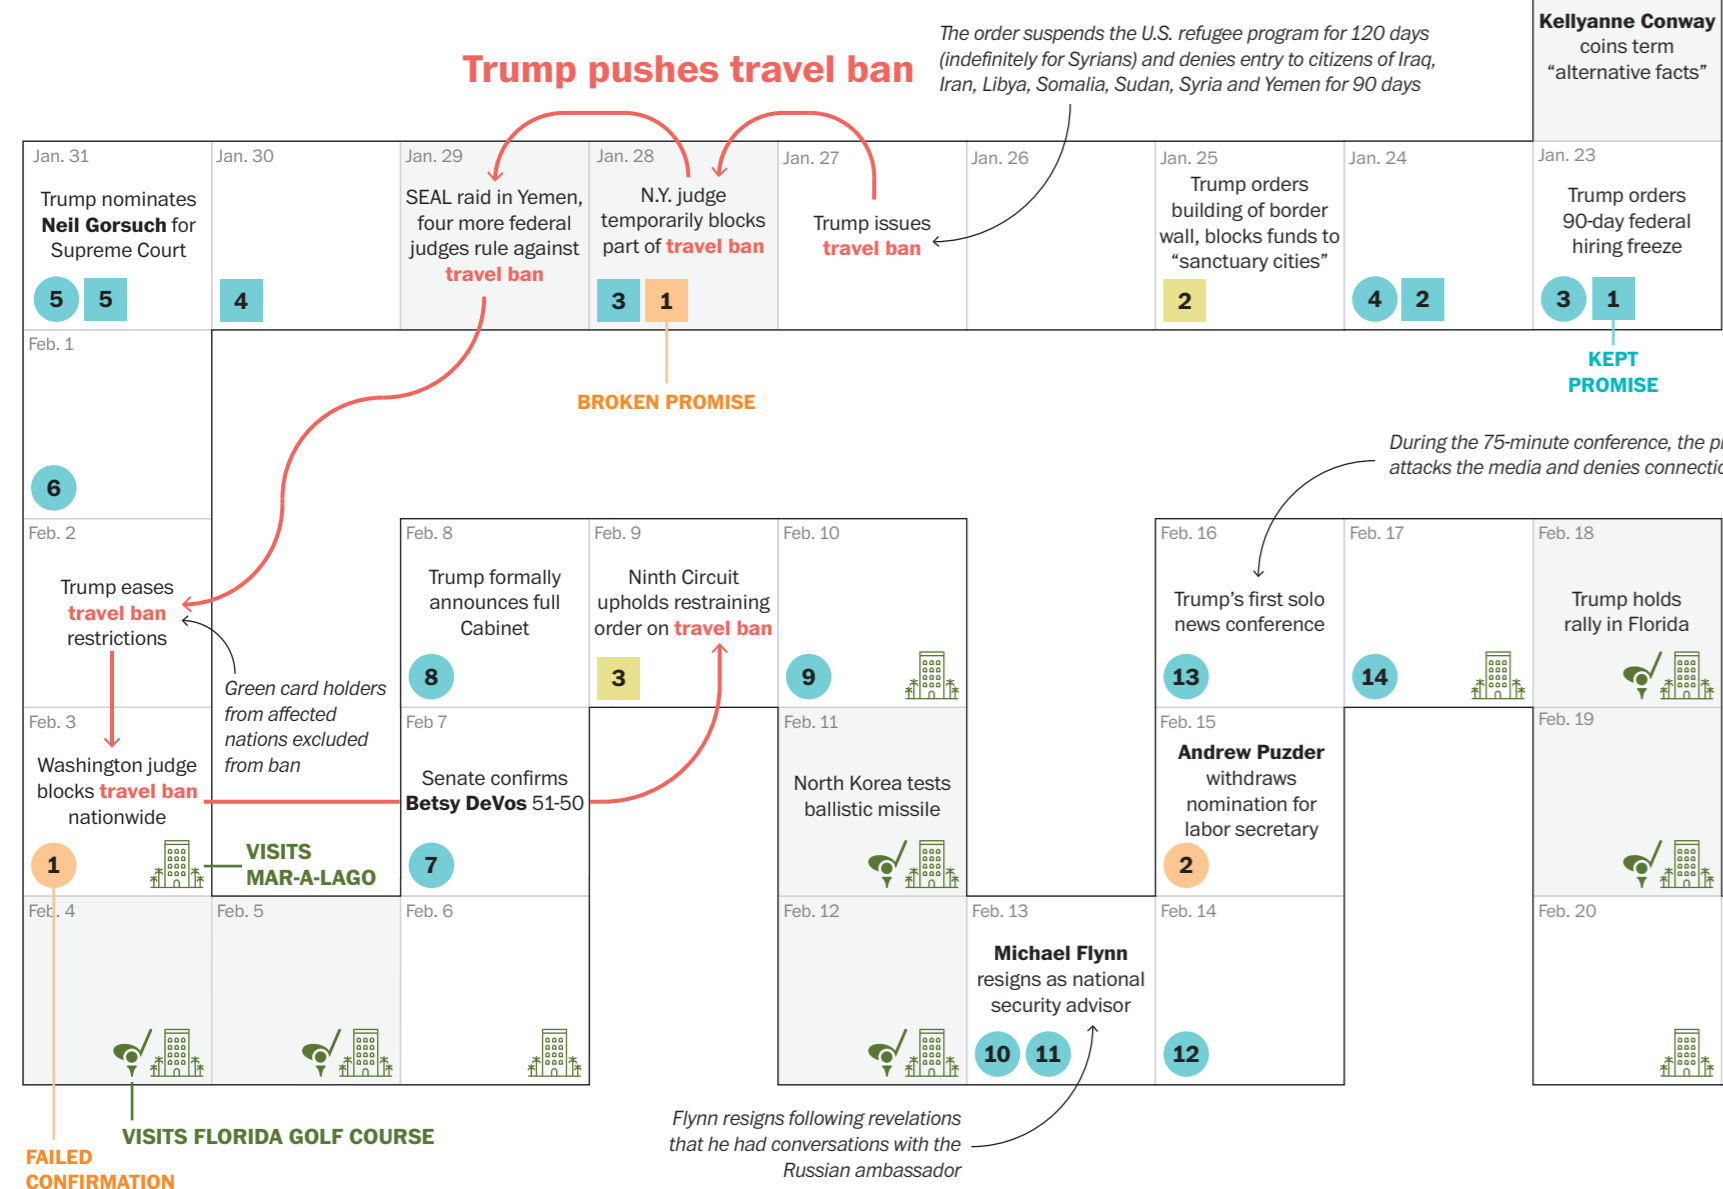 Kellyanne Conway
coins term
“alternative facts”
The order suspends the U.S. refugee program for 120 days
(indefinitely for Syrians) and denies entry to citizens of Iraq,
Iran, Libya, Somalia, Sudan, Syria and Yemen for 90 days
Trump pushes travel ban
Jan. 31
Trump nominates
Neil Gorsuch for
Supreme Court
5 5
Jan. 30
4
Jan. 29
SEAL raid in Yemen,
four more federal
judges rule against
travel ban
Jan. 28
N.Y. judge
temporarily blocks
part of travel ban
3 1
BROKEN PROMISE
Jan. 27
Trump issues
travel ban
Jan. 26
Jan. 25
Trump orders
building of border
wall, blocks funds to
“sanctuary cities”
2
Jan. 24
4 2
Jan. 23
Trump orders
90-day federal
hiring freeze
3 1
KEPT
PROMISE
Feb. 1
6
During the 75-minute conference, the
attacks the media and denies
Feb. 2
Trump eases
travel ban
restrictions
Green card holders
from affected
nations excluded
from ban
Feb. 8
Trump formally
announces full
Cabinet
8
Feb. 9
Ninth Circuit
upholds restraining
order on travel ban
3
Feb. 10
9
Feb. 16
Trump’s first solo
news conference
13
Feb. 17
14
Feb. 18
Trump holds
rally in Florida
Feb. 3
Washington judge
blocks travel ban
nationwide
1
VISITS
MAR-A-LAGO
Feb 7
Senate confirms
Betsy DeVos 51-50
7
Feb. 11
North Korea tests
ballistic missile
Feb. 15
Andrew Puzder
withdraws
nomination for
labor secretary
2
Feb. 19
Feb. 4
Feb. 5
Feb. 6
Feb. 12
Feb. 13
Michael Flynn
resigns as national
security advisor
10 11
Feb. 14
12
Feb. 20
VISITS FLORIDA GOLF COURSE
FAILED
CONFIRMATION
Flynn resigns following revelations
that he had conversations with the
Russian ambassador